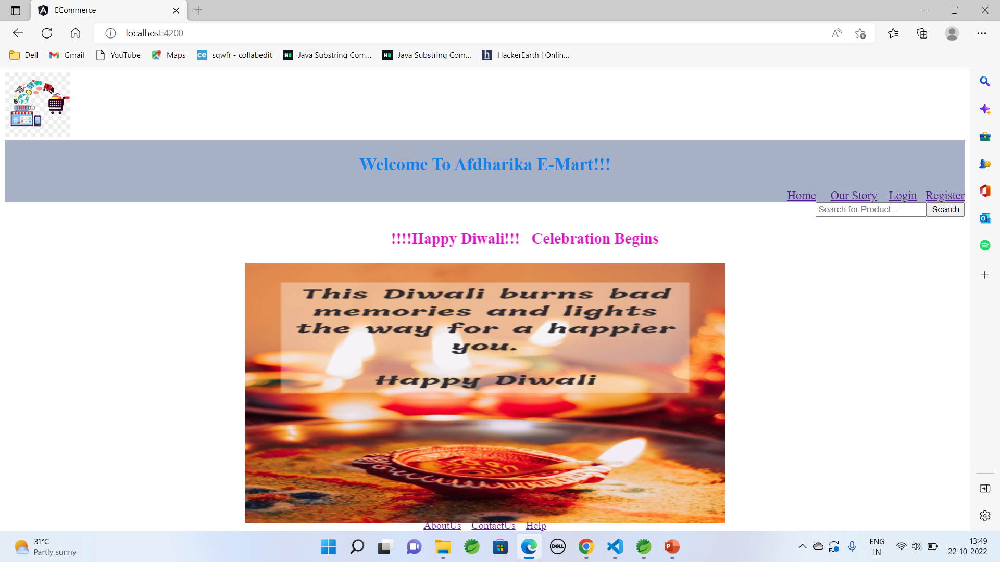 ECommerce
localhost:4200
Dell
Gmail
YouTube
Maps
sqwfr - collabedit
Java Substring Com...
Java Substring Com...
HackerEarth | Onlin...
STORE
Welcome To Afdharika E-Mart!!!
Home Our Story Login Register
Search for Product ... Search
!!!!Happy Diwali!!! Celebration Begins
This Diwali burns bad
memories and lights
the way for a happier
you.
Happy Diwali
AboutUs ContactUs Help
31°C
Partly sunny
DELL
ENG
IN
13:49
22-10-2022